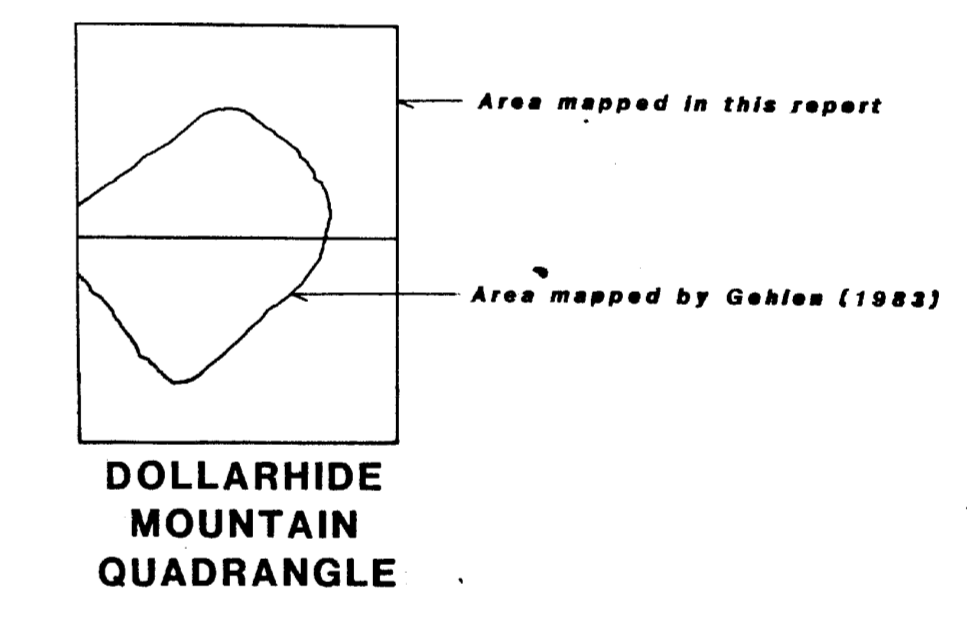 Area mapped in this report
Area mapped by Gehlen (1983)
DOLLARHIDE
MOUNTAIN
QUADRANGLE